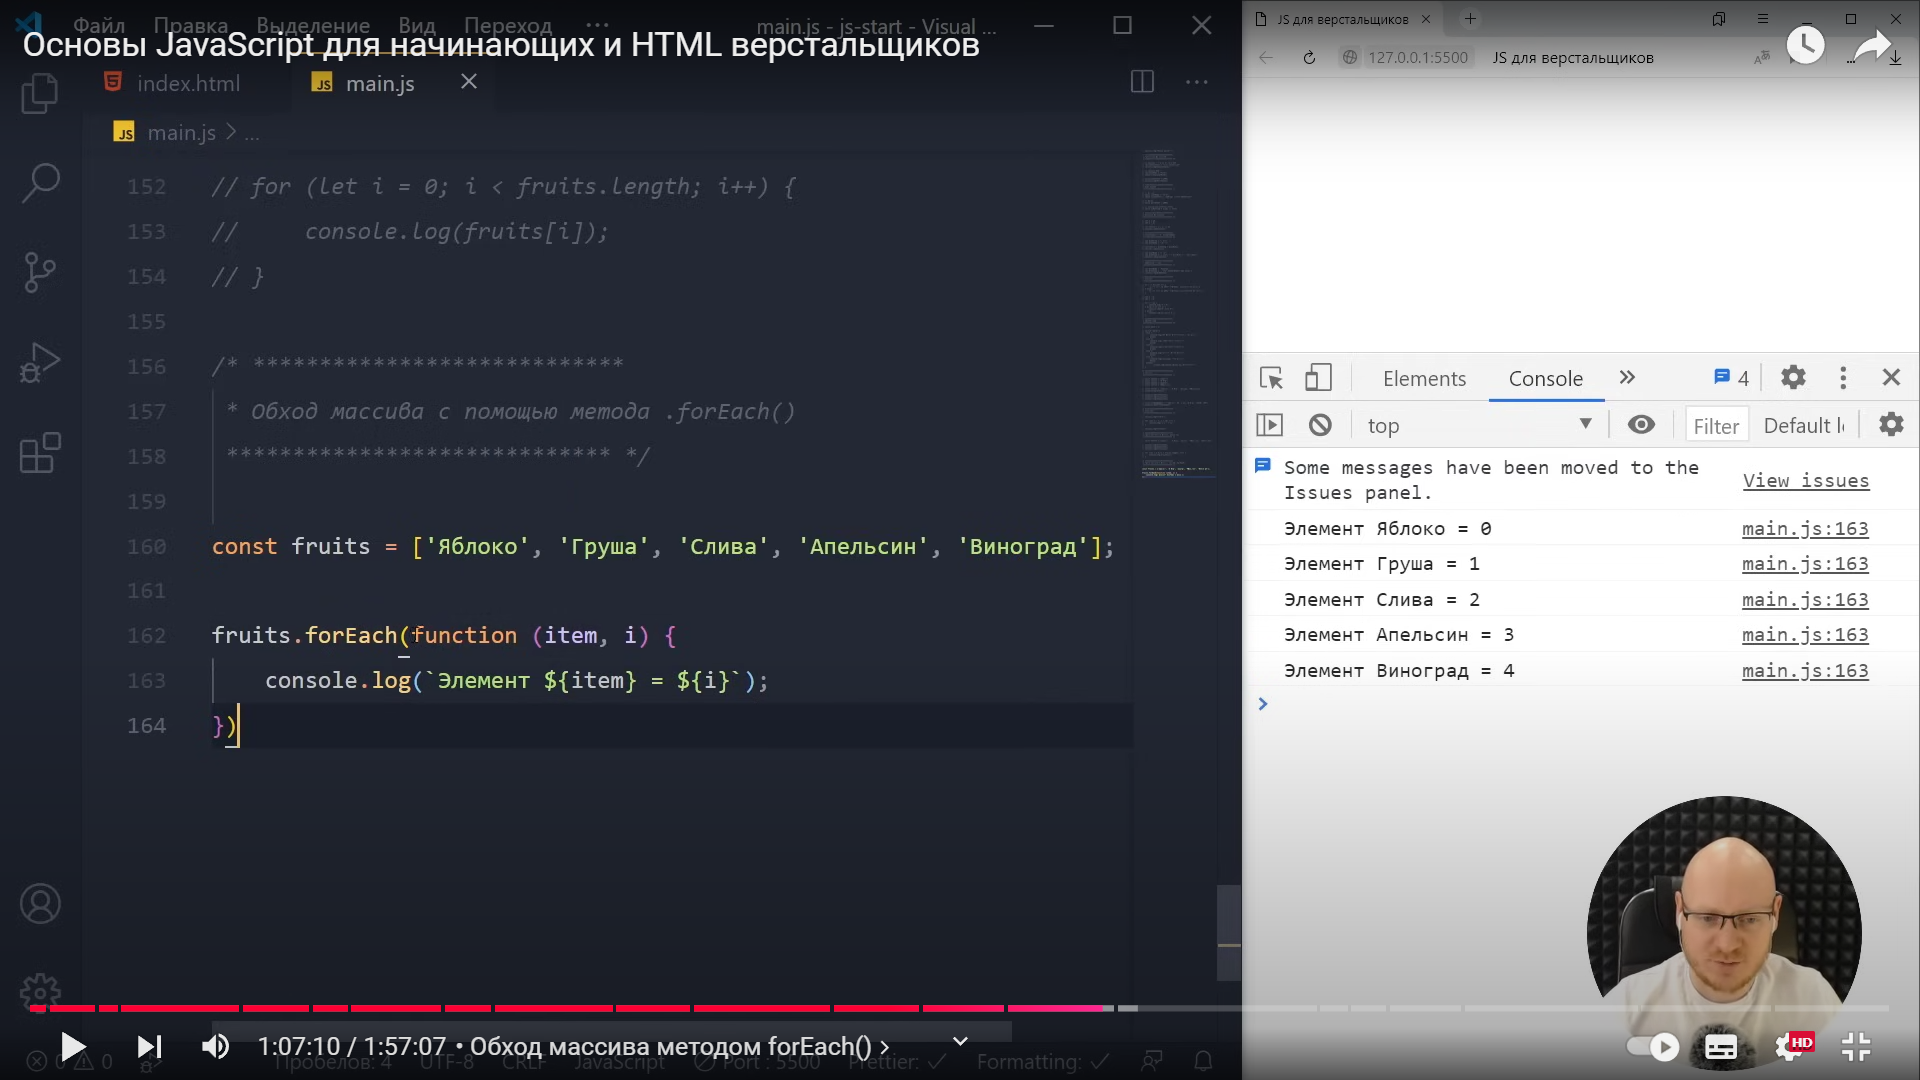 Файл Правка Выделение Вид Переход ··· main.js - js-start - Visual ...
Основы JavaScript для начинающих и HTML верстальщиков
index.html
JS main.js
JS main.js > ...
152 // for (let i = 0; i < fruits.length; i++) {
153 //     console.log(fruits[i]);
154 // }
155
156 /* ****************************
157 * Обход массива с помощью метода .forEach()
158 ***************************** */
159
160 const fruits = ['Яблоко', 'Груша', 'Слива', 'Апельсин', 'Виноград'];
161
162 fruits.forEach(function (item, i) {
163     console.log(`Элемент ${item} = ${i}`);
164 })
JS для верстальщиков
127.0.0.1:5500 JS для верстальщиков
Elements Console 4
top Filter Default l
Some messages have been moved to the
Issues panel.
View issues
Элемент Яблоко = 0 main.js:163
Элемент Груша = 1 main.js:163
Элемент Слива = 2 main.js:163
Элемент Апельсин = 3 main.js:163
Элемент Виноград = 4 main.js:163
1:07:10 / 1:57:07 • Обход массива методом forEach() >
HD
0 0 Пробелов: 4 UTF-8 CRLF JavaScript Port : 5500 Prettier: ✓ Formatting: ✓